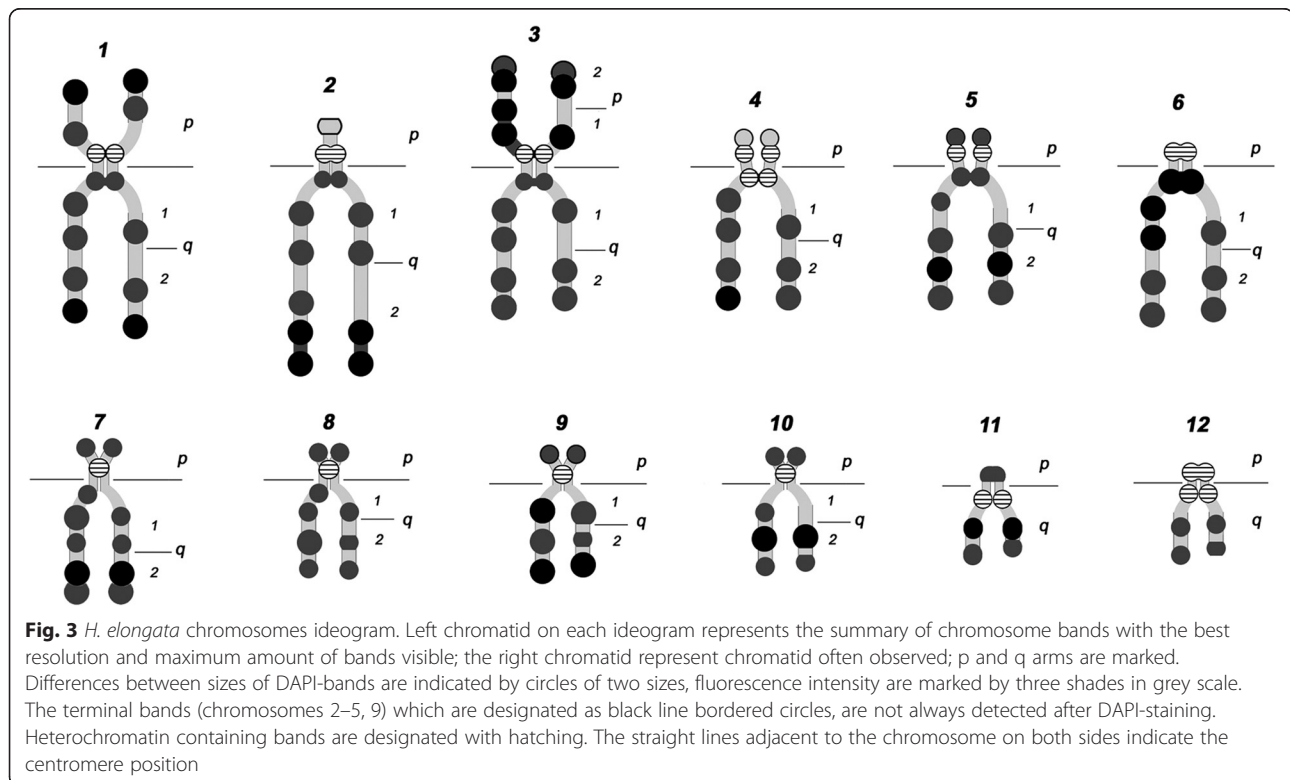 1
2
3
4
5
6
p
q
1
2
p
q
1
2
2
p
1
1
q
2
p
1
q
2
p
1
q
2
p
1
q
2
7
8
9
10
11
12
p
1
q
2
p
1
q
2
p
1
q
2
p
1
q
2
p
q
p
q
Fig. 3 H. elongata chromosomes ideogram. Left chromatid on each ideogram represents the summary of chromosome bands with the best
resolution and maximum amount of bands visible; the right chromatid represent chromatid often observed; p and q arms are marked.
Differences between sizes of DAPI-bands are indicated by circles of two sizes, fluorescence intensity are marked by three shades in grey scale.
The terminal bands (chromosomes 2–5, 9) which are designated as black line bordered circles, are not always detected after DAPI-staining.
Heterochromatin containing bands are designated with hatching. The straight lines adjacent to the chromosome on both sides indicate the
centromere position